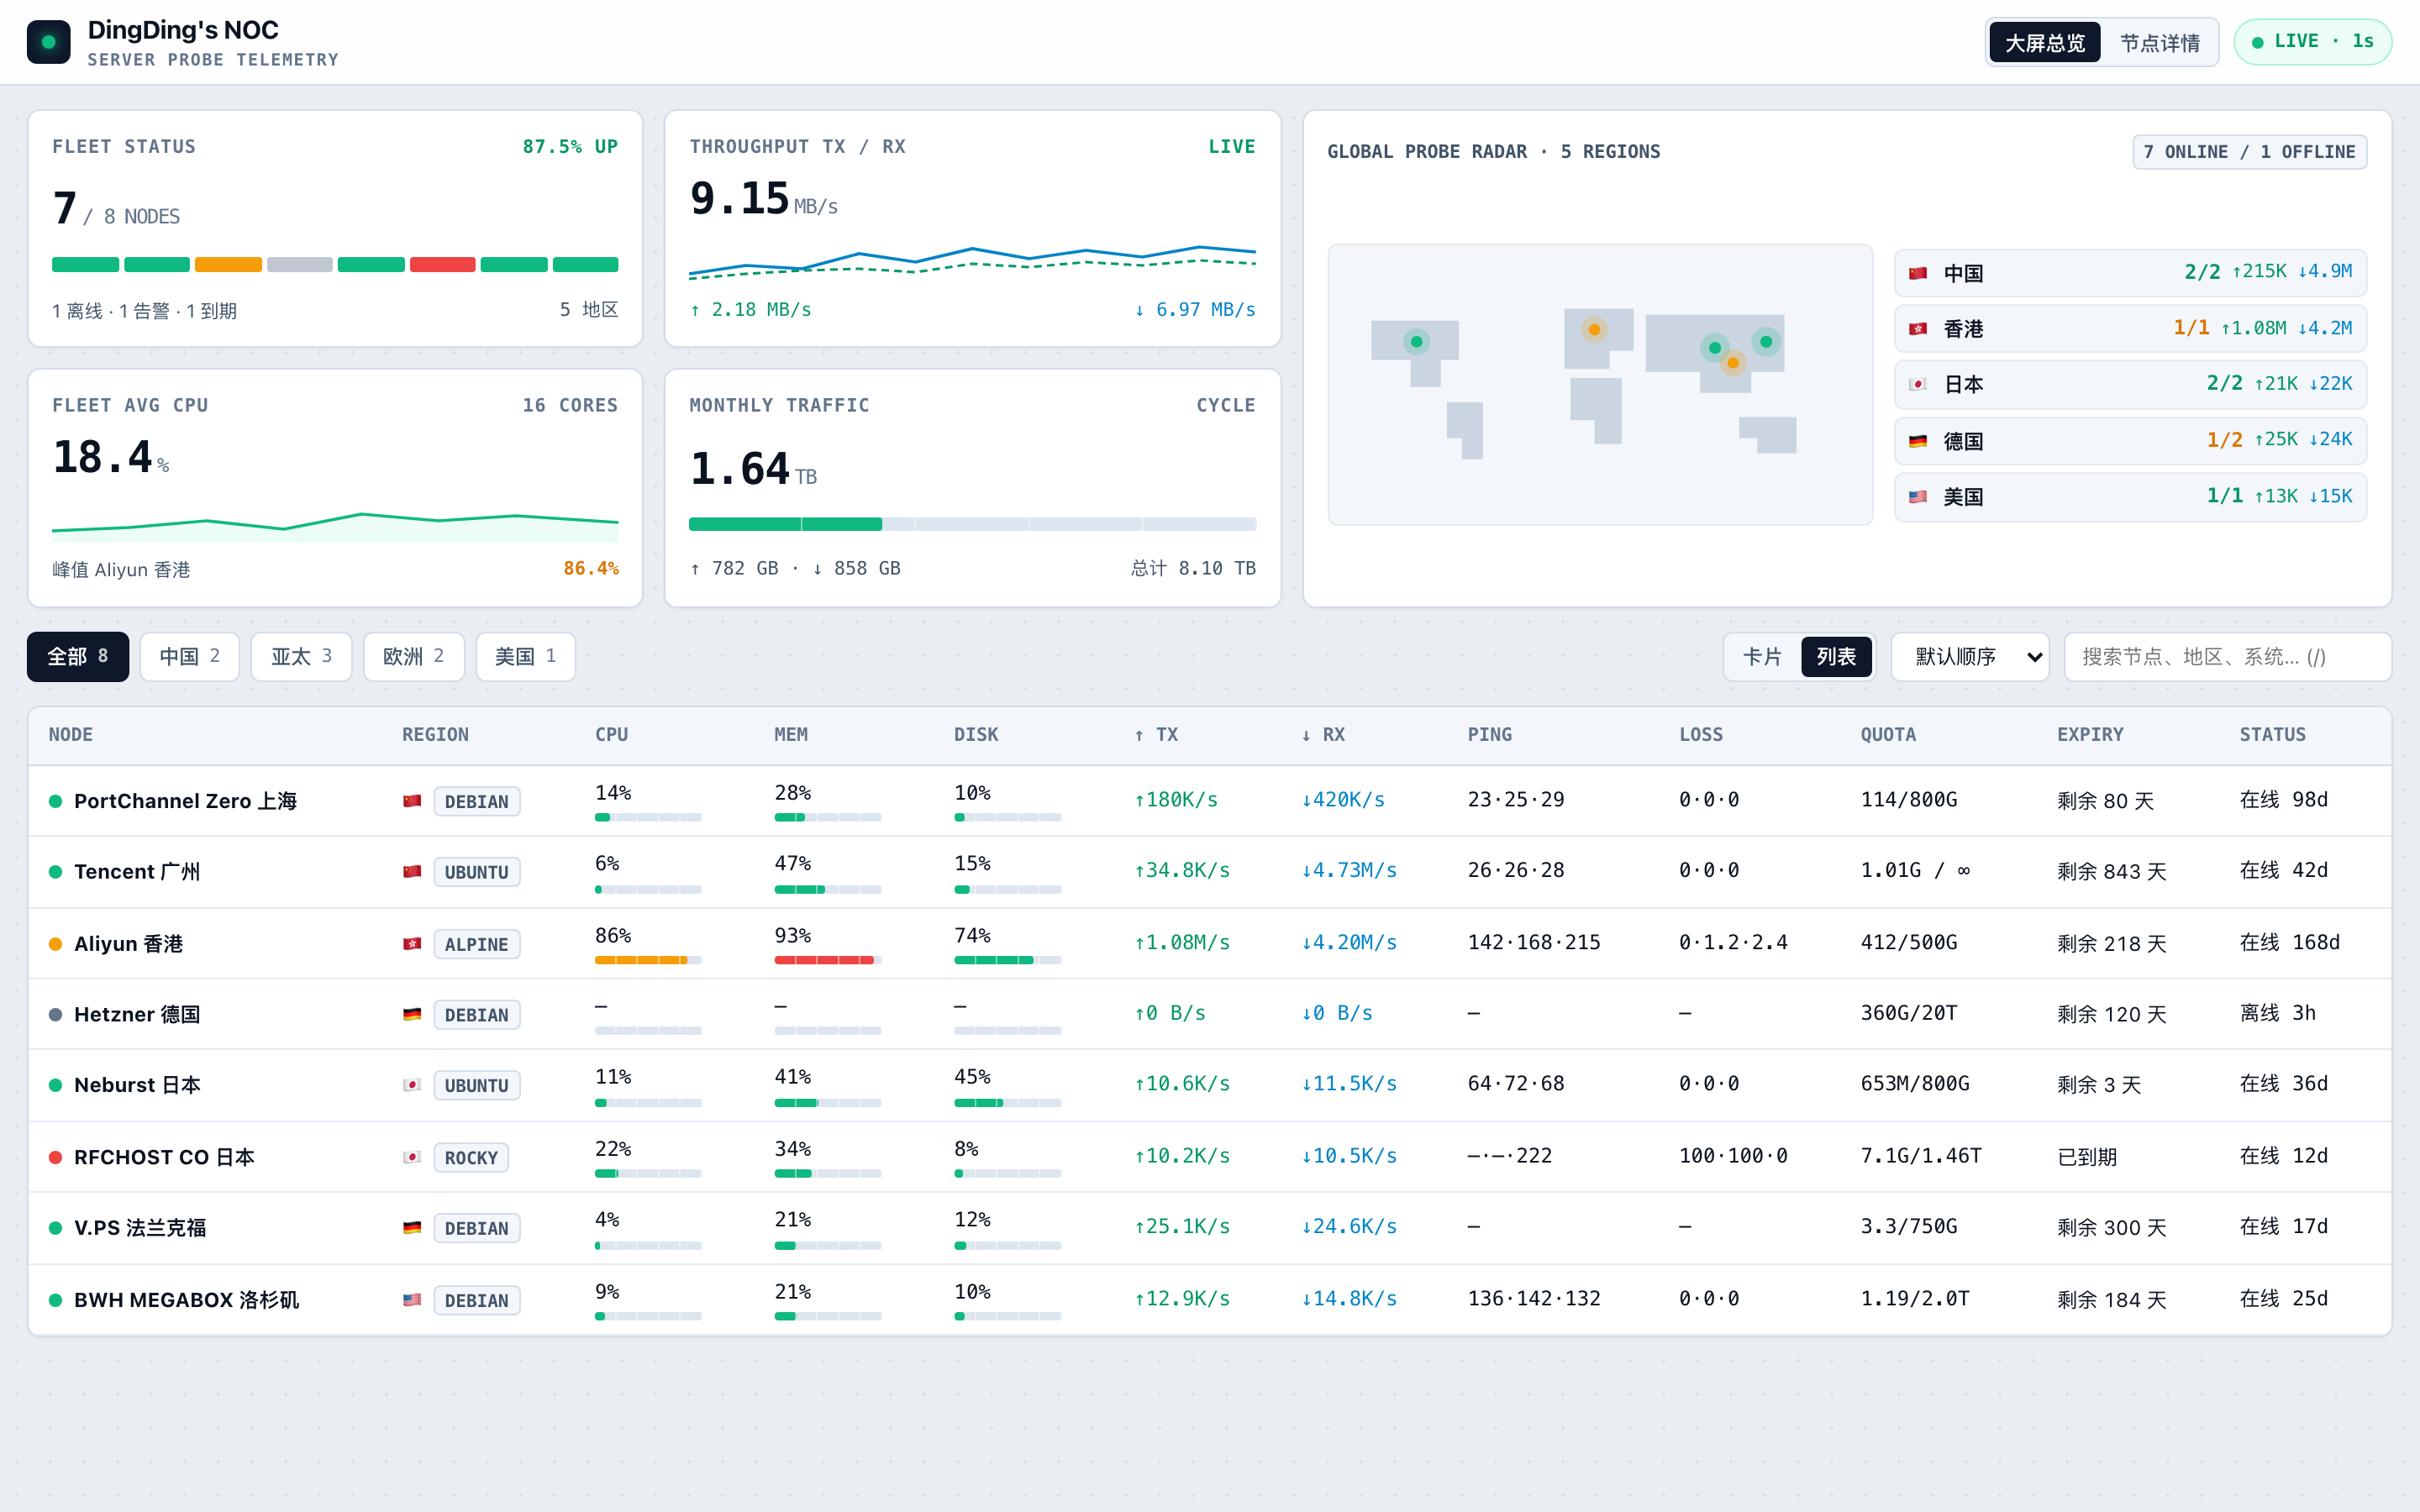 DingDing's NOC
SERVER PROBE TELEMETRY
大屏总览 节点详情 LIVE · 1s
FLEET STATUS 87.5% UP
7 / 8 NODES
1 离线 · 1 告警 · 1 到期 5 地区
THROUGHPUT TX / RX LIVE
9.15 MB/s
↑ 2.18 MB/s ↓ 6.97 MB/s
GLOBAL PROBE RADAR · 5 REGIONS 7 ONLINE / 1 OFFLINE
中国 2/2 ↑215K ↓4.9M
香港 1/1 ↑1.08M ↓4.2M
日本 2/2 ↑21K ↓22K
德国 1/2 ↑25K ↓24K
美国 1/1 ↑13K ↓15K
FLEET AVG CPU 16 CORES
18.4 %
峰值 Aliyun 香港 86.4%
MONTHLY TRAFFIC CYCLE
1.64 TB
↑ 782 GB · ↓ 858 GB 总计 8.10 TB
全部 8 中国 2 亚太 3 欧洲 2 美国 1 卡片 列表 默认顺序 搜索节点、地区、系统... (/)
NODE REGION CPU MEM DISK ↑ TX ↓ RX PING LOSS QUOTA EXPIRY STATUS
PortChannel Zero 上海 DEBIAN 14% 28% 10% ↑180K/s ↓420K/s 23·25·29 0·0·0 114/800G 剩余 80 天 在线 98d
Tencent 广州 UBUNTU 6% 47% 15% ↑34.8K/s ↓4.73M/s 26·26·28 0·0·0 1.01G / ∞ 剩余 843 天 在线 42d
Aliyun 香港 ALPINE 86% 93% 74% ↑1.08M/s ↓4.20M/s 142·168·215 0·1.2·2.4 412/500G 剩余 218 天 在线 168d
Hetzner 德国 DEBIAN — — — ↑0 B/s ↓0 B/s — — 360G/20T 剩余 120 天 离线 3h
Neburst 日本 UBUNTU 11% 41% 45% ↑10.6K/s ↓11.5K/s 64·72·68 0·0·0 653M/800G 剩余 3 天 在线 36d
RFCHOST CO 日本 ROCKY 22% 34% 8% ↑10.2K/s ↓10.5K/s —·—·222 100·100·0 7.1G/1.46T 已到期 在线 12d
V.PS 法兰克福 DEBIAN 4% 21% 12% ↑25.1K/s ↓24.6K/s — — 3.3/750G 剩余 300 天 在线 17d
BWH MEGABOX 洛杉矶 DEBIAN 9% 21% 10% ↑12.9K/s ↓14.8K/s 136·142·132 0·0·0 1.19/2.0T 剩余 184 天 在线 25d